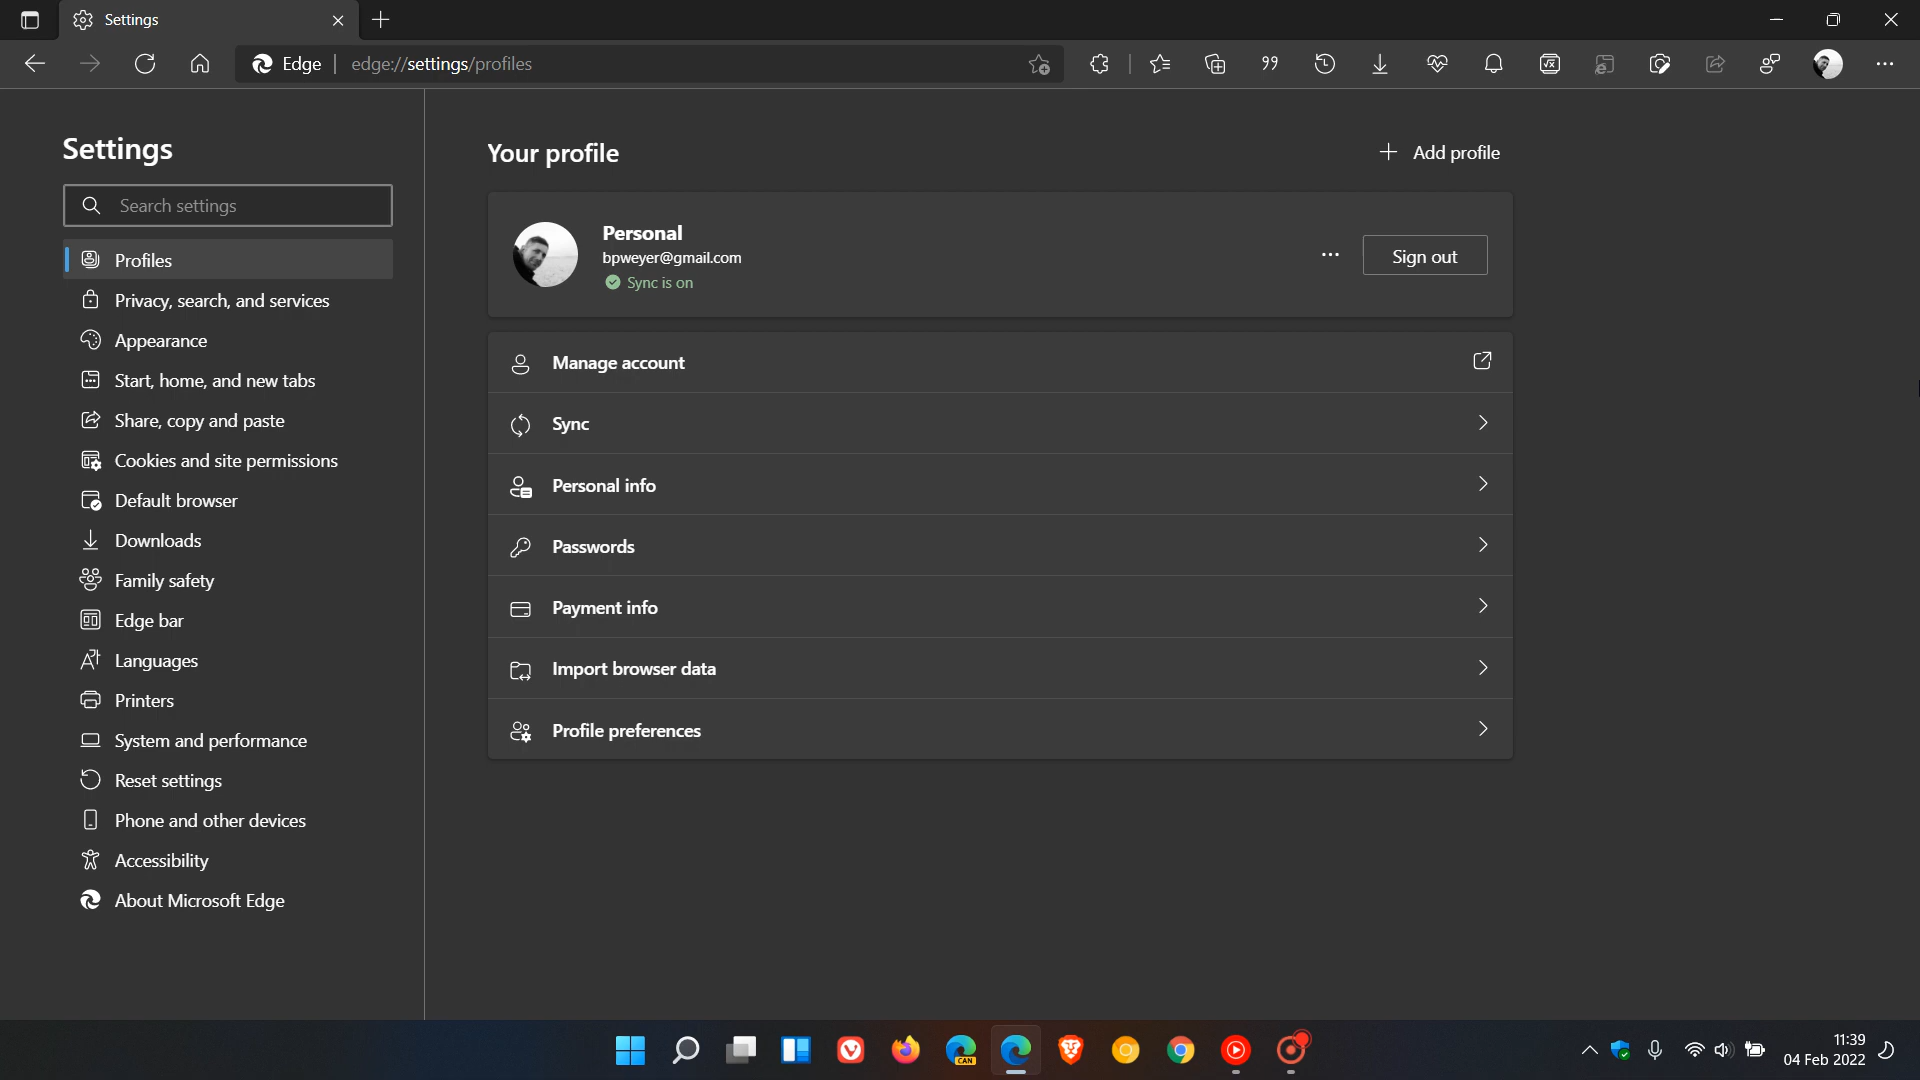 Settings
Edge
edge://settings/profiles
Settings
Search settings
Profiles
Privacy, search, and services
Appearance
Start, home, and new tabs
Share, copy and paste
Cookies and site permissions
Default browser
Downloads
Family safety
Edge bar
Languages
Printers
System and performance
Reset settings
Phone and other devices
Accessibility
About Microsoft Edge
Your profile
Add profile
Personal
bpweyer@gmail.com
Sync is on
Sign out
Manage account
Sync
Personal info
Passwords
Payment info
Import browser data
Profile preferences
CAN
11:39
04 Feb 2022